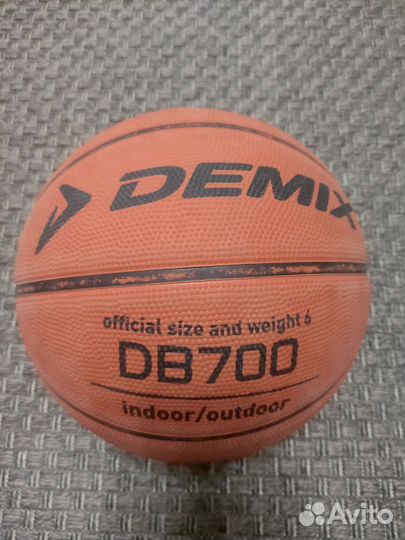 DEMIX
official size and weight 6
DB700
indoor/outdoor
Avito